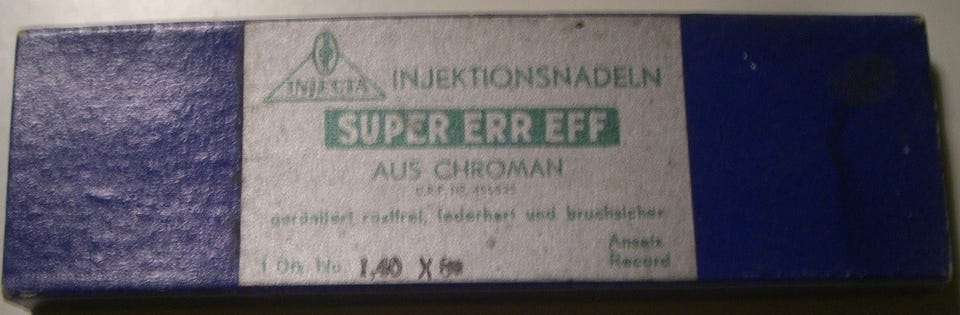 INJECTA
INJEKTIONSNADELN
SUPER ERR EFF
AUS CHROMAN
D.R.P. Nr.
garantiert rostfrei, federhart und bruchsicher
Ansatz
1 Dtz. No. 1,40 X Record